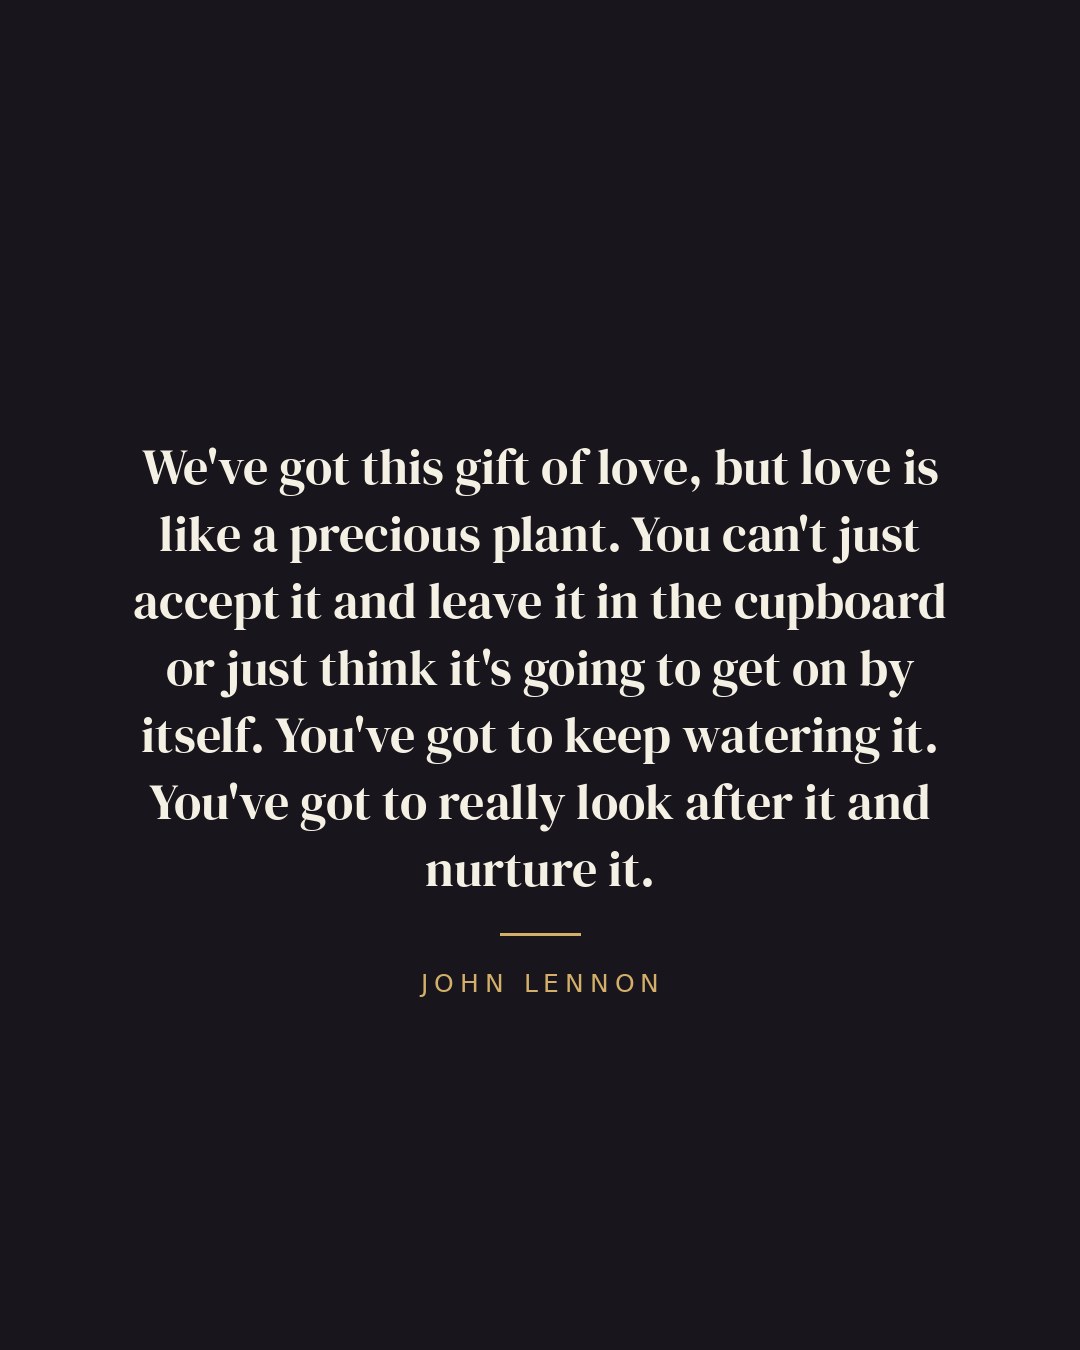 We've got this gift of love, but love is
like a precious plant. You can't just
accept it and leave it in the cupboard
or just think it's going to get on by
itself. You've got to keep watering it.
You've got to really look after it and
nurture it.
JOHN LENNON